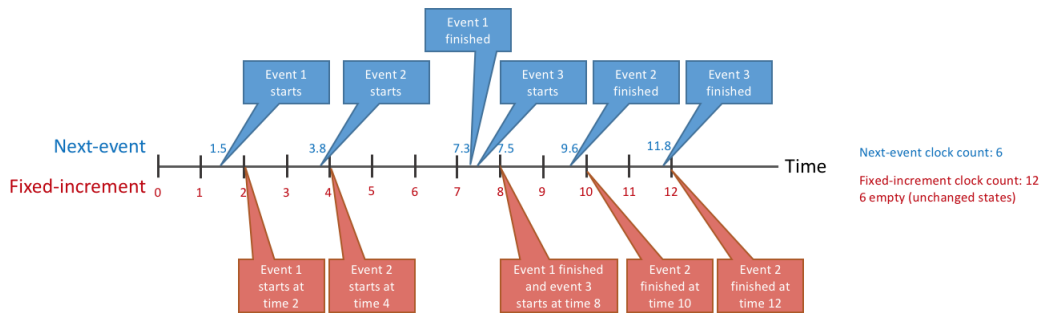 Event 1
finished
Event 1
starts
Event 2
starts
Event 3
starts
Event 2
finished
Event 3
finished
Next-event
1.5
3.8
7.3
7.5
9.6
11.8
Time
Fixed-increment
0
1
2
3
4
5
6
7
8
9
10
11
12
Next-event clock count: 6
Fixed-increment clock count: 12
6 empty (unchanged states)
Event 1
starts at
time 2
Event 2
starts at
time 4
Event 1 finished
and event 3
starts at time 8
Event 2
finished at
time 10
Event 2
finished at
time 12